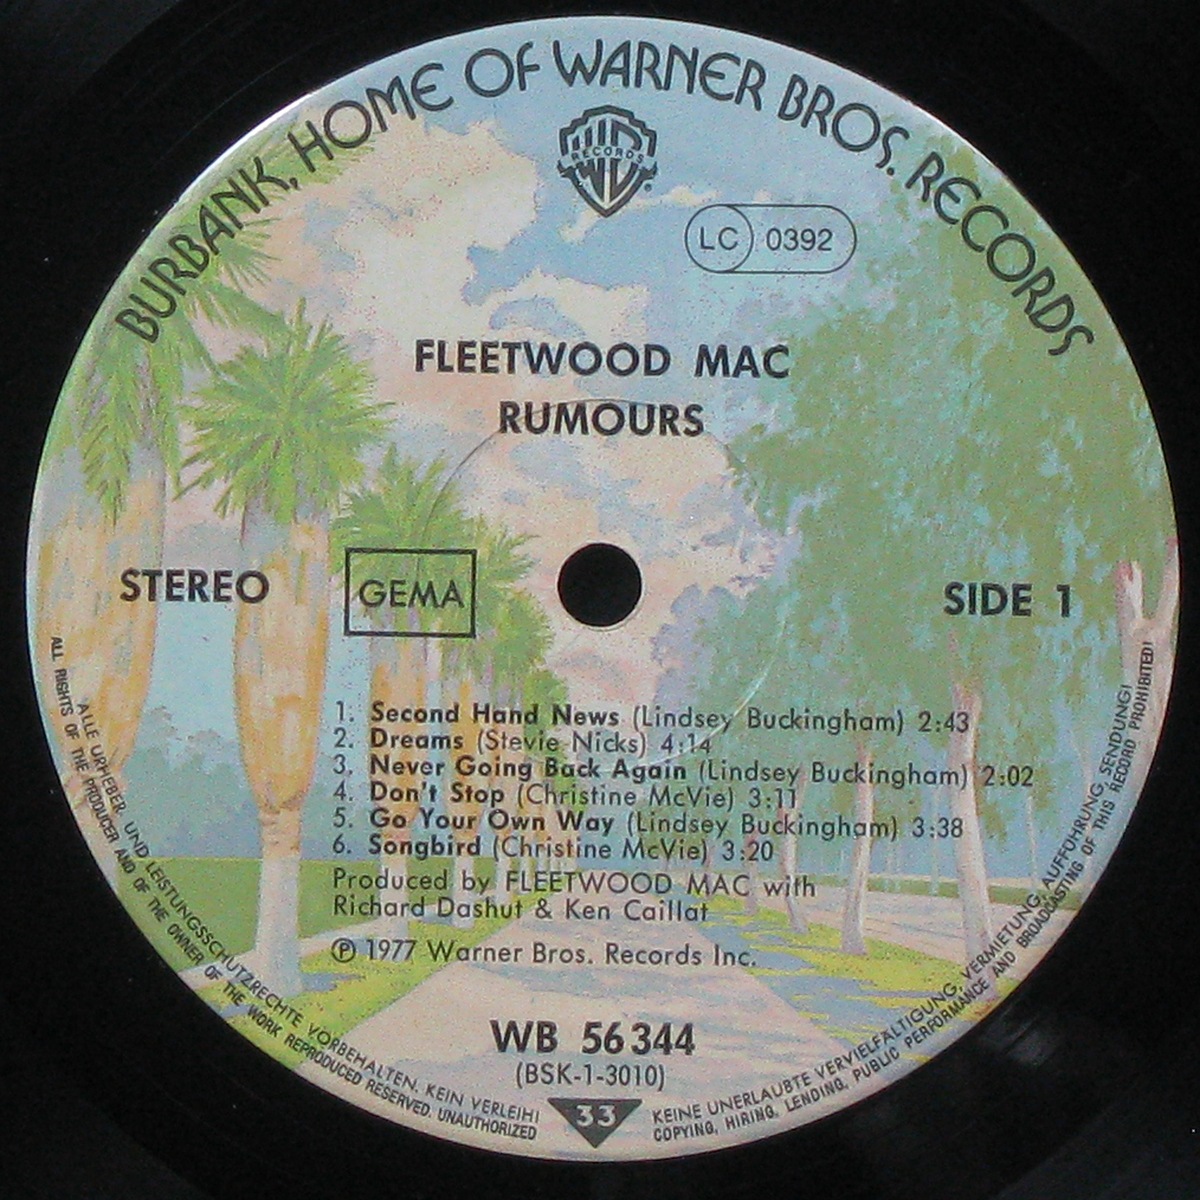 BURBANK, HOME OF WARNER BROS. RECORDS
WB
RECORDS
®
LC 0392
FLEETWOOD MAC
RUMOURS
STEREO
GEMA
SIDE 1
1. Second Hand News (Lindsey Buckingham) 2:43
2. Dreams (Stevie Nicks) 4:14
3. Never Going Back Again (Lindsey Buckingham) 2:02
4. Don't Stop (Christine McVie) 3:11
5. Go Your Own Way (Lindsey Buckingham) 3:38
6. Songbird (Christine McVie) 3:20
Produced by FLEETWOOD MAC with
Richard Dashut & Ken Caillat
℗ 1977 Warner Bros. Records Inc.
WB 56 344
(BSK-1-3010)
33
ALLE URHEBER- UND LEISTUNGSSCHUTZRECHTE VORBEHALTEN. KEIN VERLEIH! KEINE UNERLAUBTE VERVIELFÄLTIGUNG, VERMIETUNG, AUFFÜHRUNG, SENDUNG!
ALL RIGHTS OF THE PRODUCER AND OF THE OWNER OF THE WORK REPRODUCED RESERVED. UNAUTHORIZED COPYING, HIRING, LENDING, PUBLIC PERFORMANCE AND BROADCASTING OF THIS RECORD PROHIBITED!